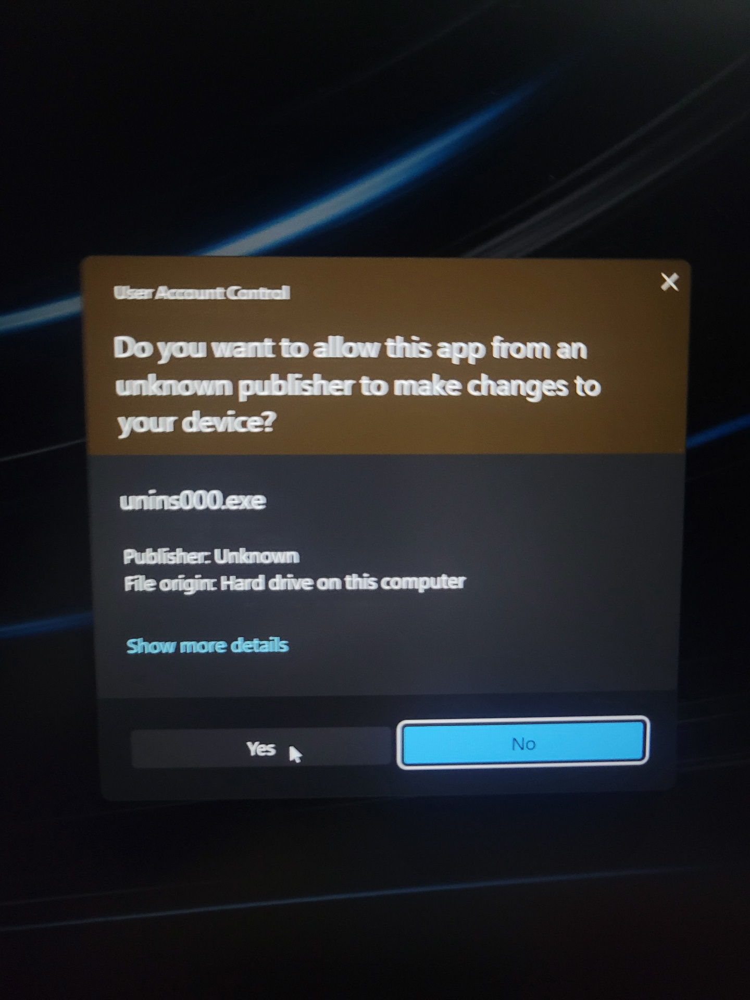 User Account Control
Do you want to allow this app from an
unknown publisher to make changes to
your device?
unins000.exe
Publisher: Unknown
File origin: Hard drive on this computer
Show more details
Yes
No